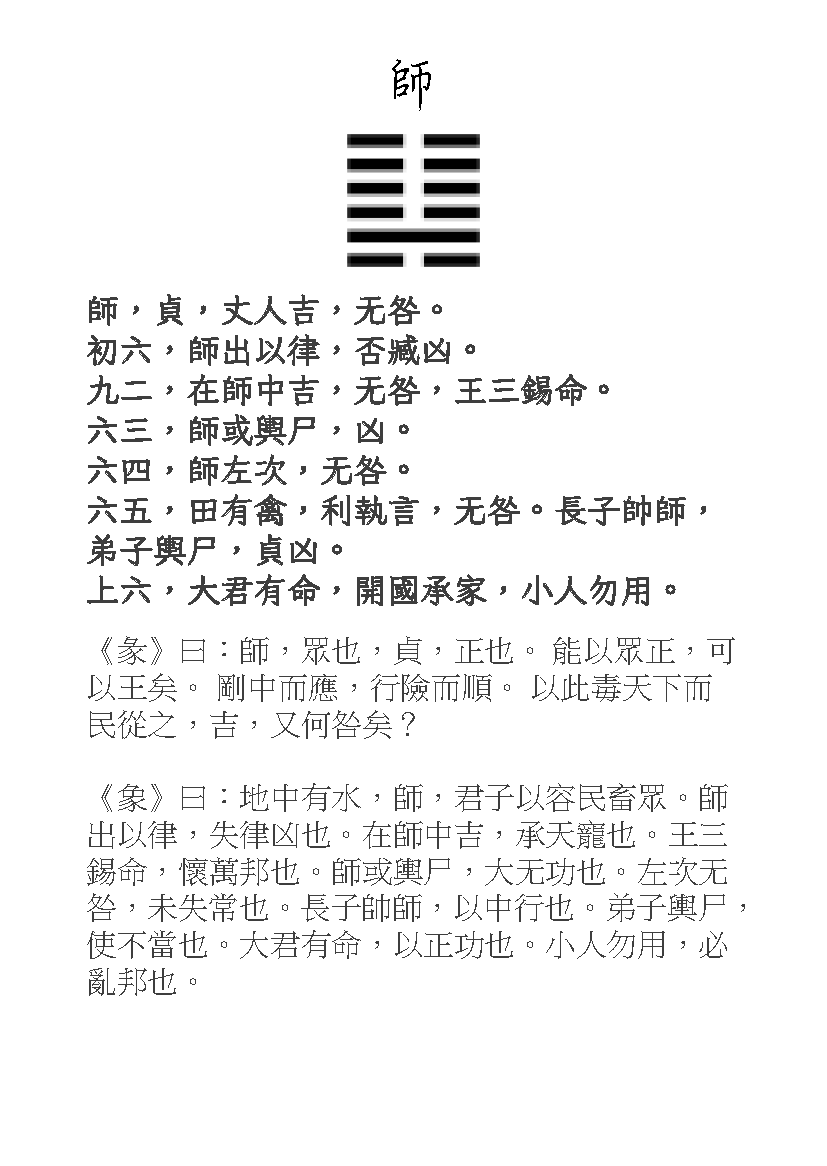 師
師，貞，丈人吉，无咎。
初六，師出以律，否臧凶。
九二，在師中吉，无咎，王三錫命。
六三，師或輿尸，凶。
六四，師左次，无咎。
六五，田有禽，利執言，无咎。長子帥師，
弟子輿尸，貞凶。
上六，大君有命，開國承家，小人勿用。
《彖》曰：師，眾也，貞，正也。 能以眾正，可
以王矣。 剛中而應，行險而順。 以此毒天下而
民從之，吉，又何咎矣？
《象》曰：地中有水，師，君子以容民畜眾。師
出以律，失律凶也。在師中吉，承天寵也。王三
錫命，懷萬邦也。師或輿尸，大无功也。左次无
咎，未失常也。長子帥師，以中行也。弟子輿尸，
使不當也。大君有命，以正功也。小人勿用，必
亂邦也。